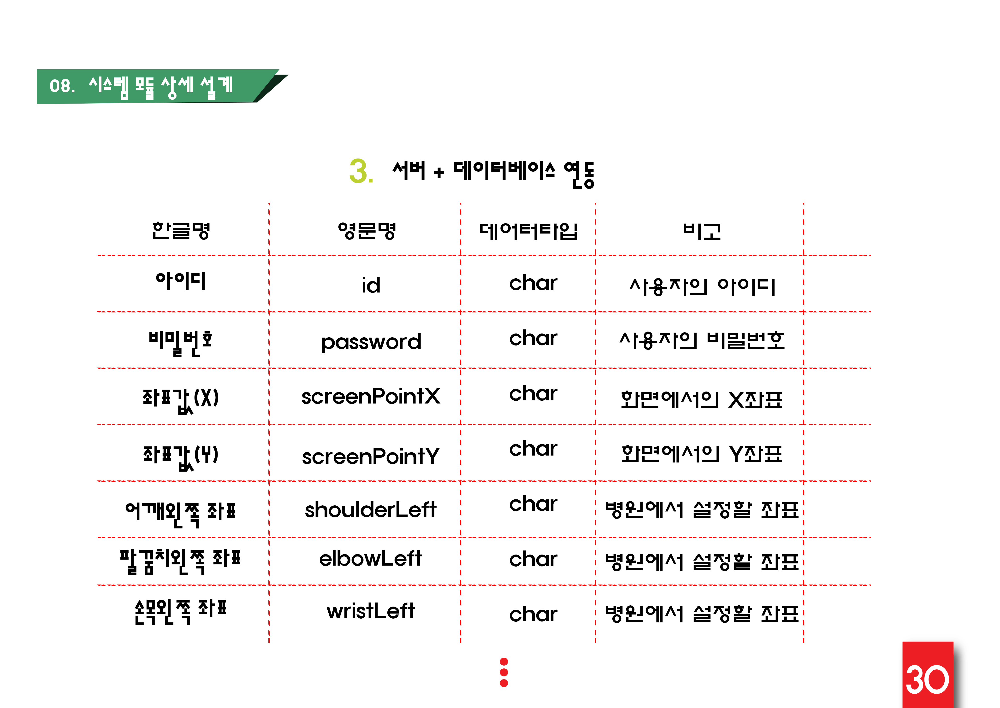 08. 시스템 모듈 상세 설계
3. 서버 + 데이터베이스 연동
한글명 영문명 데어터타입 비고
아이디 id char 사용자의 아이디
비밀번호 password char 사용자의 비밀번호
좌표값(X) screenPointX char 화면에서의 X좌표
좌표값(Y) screenPointY char 화면에서의 Y좌표
어깨왼쪽 좌표 shoulderLeft char 병원에서 설정할 좌표
팔꿈치왼쪽 좌표 elbowLeft char 병원에서 설정할 좌표
손목왼쪽 좌표 wristLeft char 병원에서 설정할 좌표
30